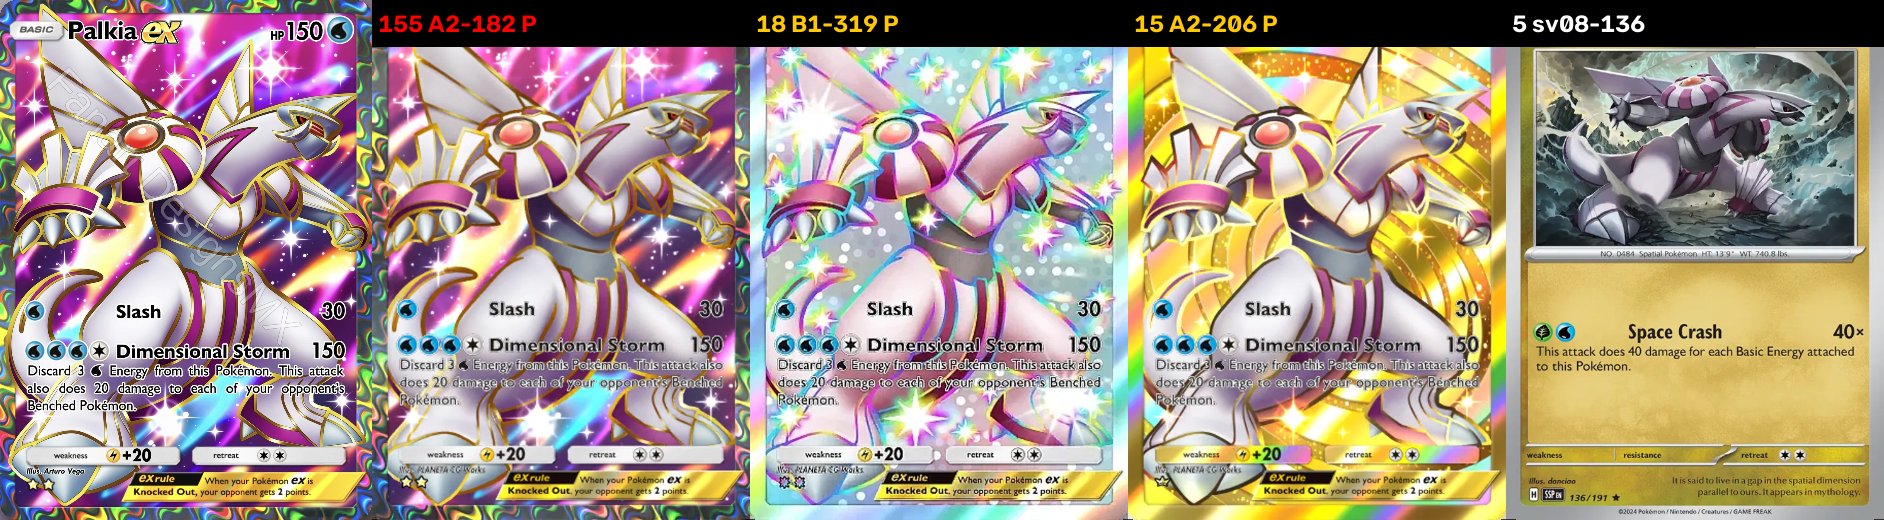 BASIC Palkia ex HP 150
FanDesignMX
Slash 30
Dimensional Storm 150
Discard 3 Energy from this Pokémon. This attack
also does 20 damage to each of your opponent's
Benched Pokémon.
weakness +20 retreat
Illus. Arturo Vega
ex rule When your Pokémon ex is
Knocked Out, your opponent gets 2 points.
155 A2-182 P
Slash 30
Dimensional Storm 150
Discard 3 Energy from this Pokémon. This attack also
does 20 damage to each of your opponent's Benched
Pokémon.
weakness +20 retreat
Illus. PLANETA CG Works
ex rule When your Pokémon ex is
Knocked Out, your opponent gets 2 points.
18 B1-319 P
Slash 30
Dimensional Storm 150
Discard 3 Energy from this Pokémon. This attack also
does 20 damage to each of your opponent's Benched
Pokémon.
weakness +20 retreat
Illus. PLANETA CG Works
ex rule When your Pokémon ex is
Knocked Out, your opponent gets 2 points.
15 A2-206 P
Slash 30
Dimensional Storm 150
Discard 3 Energy from this Pokémon. This attack also
does 20 damage to each of your opponent's Benched
Pokémon.
weakness +20 retreat
Illus. PLANETA CG Works
ex rule When your Pokémon ex is
Knocked Out, your opponent gets 2 points.
5 sv08-136
NO. 0484 Spatial Pokémon HT: 13'9" WT: 740.8 lbs.
Space Crash 40×
This attack does 40 damage for each Basic Energy attached
to this Pokémon.
weakness resistance retreat
Illus. danciao
H SSP EN 136/191
It is said to live in a gap in the spatial dimension
parallel to ours. It appears in mythology.
©2024 Pokémon / Nintendo / Creatures / GAME FREAK